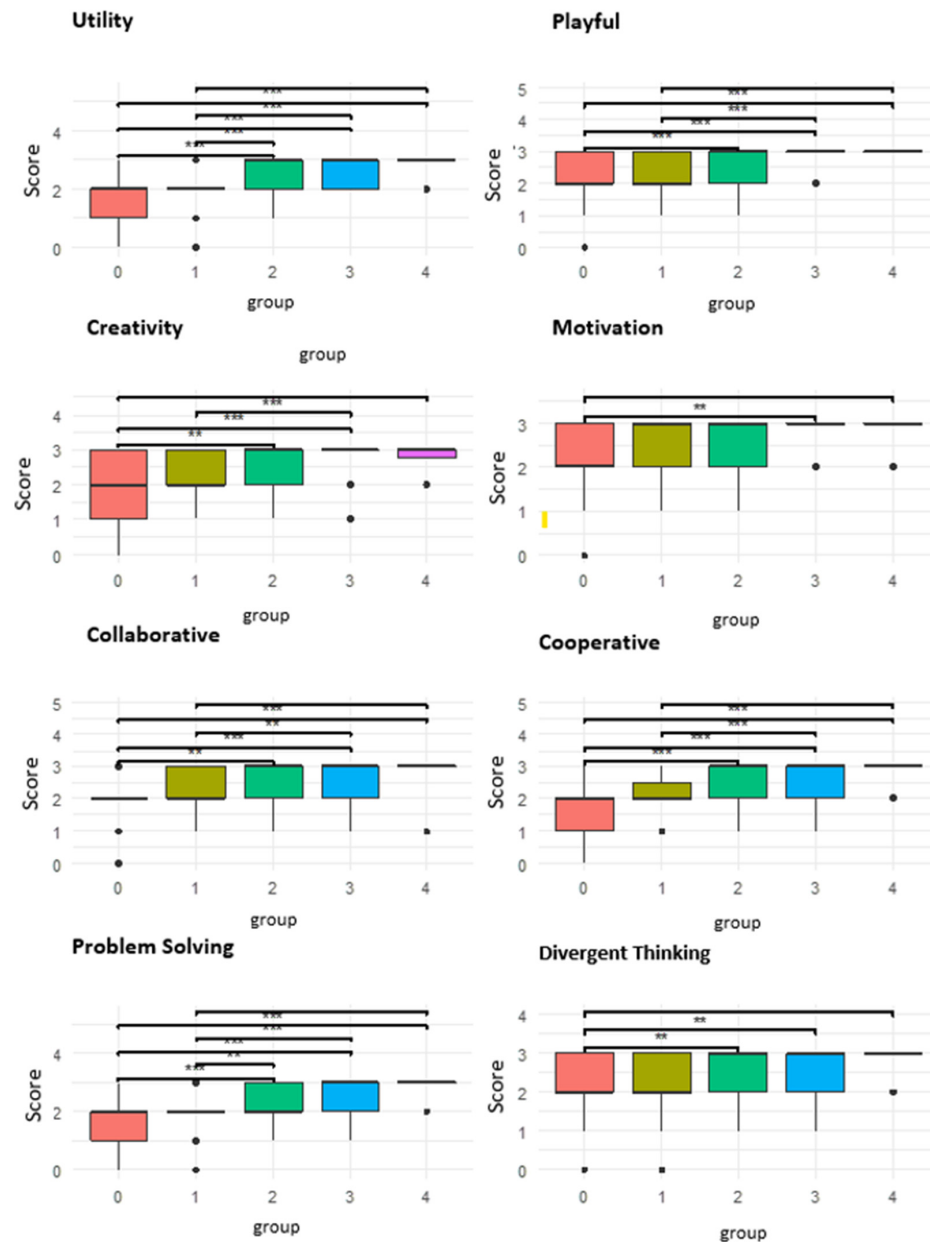 Utility
Playful
***
***
***
***
***
Score
4
2
0
0 1 2 3 4
group
***
***
***
***
Score
5
4
3
2
1
0
0 1 2 3 4
group
Creativity
Motivation
group
***
***
**
Score
4
3
2
1
0
0 1 2 3 4
group
**
Score
3
2
1
0
0 1 2 3 4
group
Collaborative
Cooperative
***
**
***
**
Score
5
4
3
2
1
0
0 1 2 3 4
group
***
***
***
***
Score
5
4
3
2
1
0
0 1 2 3 4
group
Problem Solving
Divergent Thinking
***
***
***
**
***
Score
4
2
0
0 1 2 3 4
group
**
**
Score
4
3
2
1
0
0 1 2 3 4
group